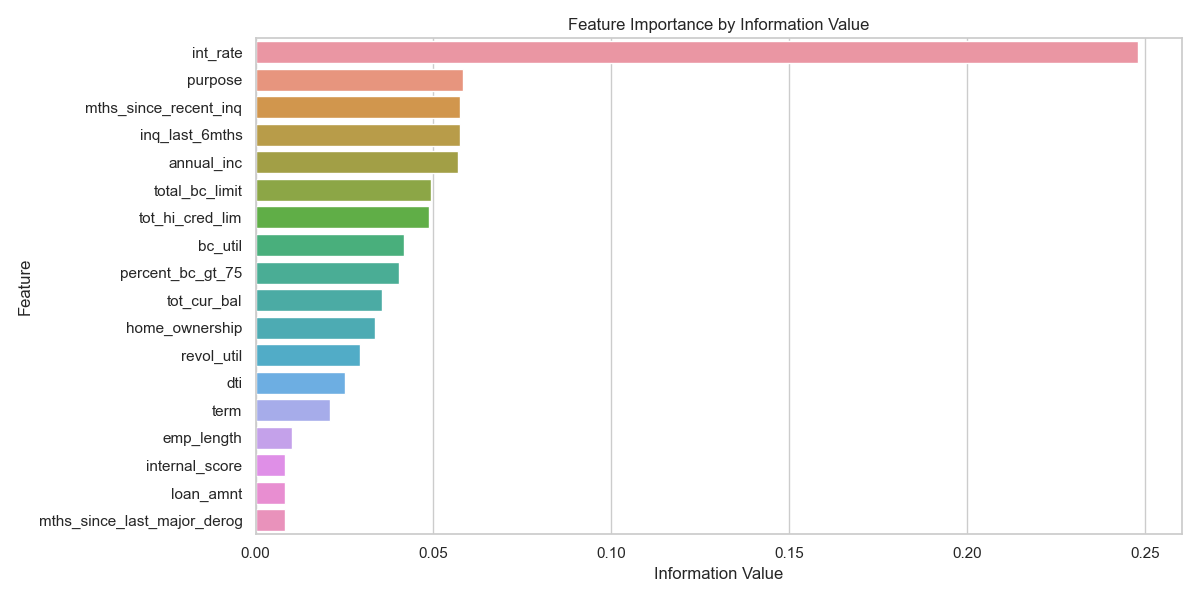 Feature Importance by Information Value
int_rate
purpose
mths_since_recent_inq
inq_last_6mths
annual_inc
total_bc_limit
tot_hi_cred_lim
bc_util
percent_bc_gt_75
tot_cur_bal
home_ownership
revol_util
dti
term
emp_length
internal_score
loan_amnt
mths_since_last_major_derog
Feature
0.00 0.05 0.10 0.15 0.20 0.25
Information Value